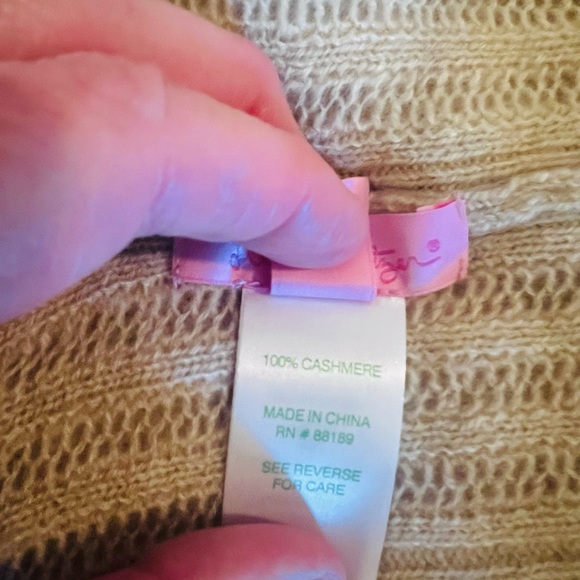 100% CASHMERE
MADE IN CHINA
RN # 88189
SEE REVERSE
FOR CARE